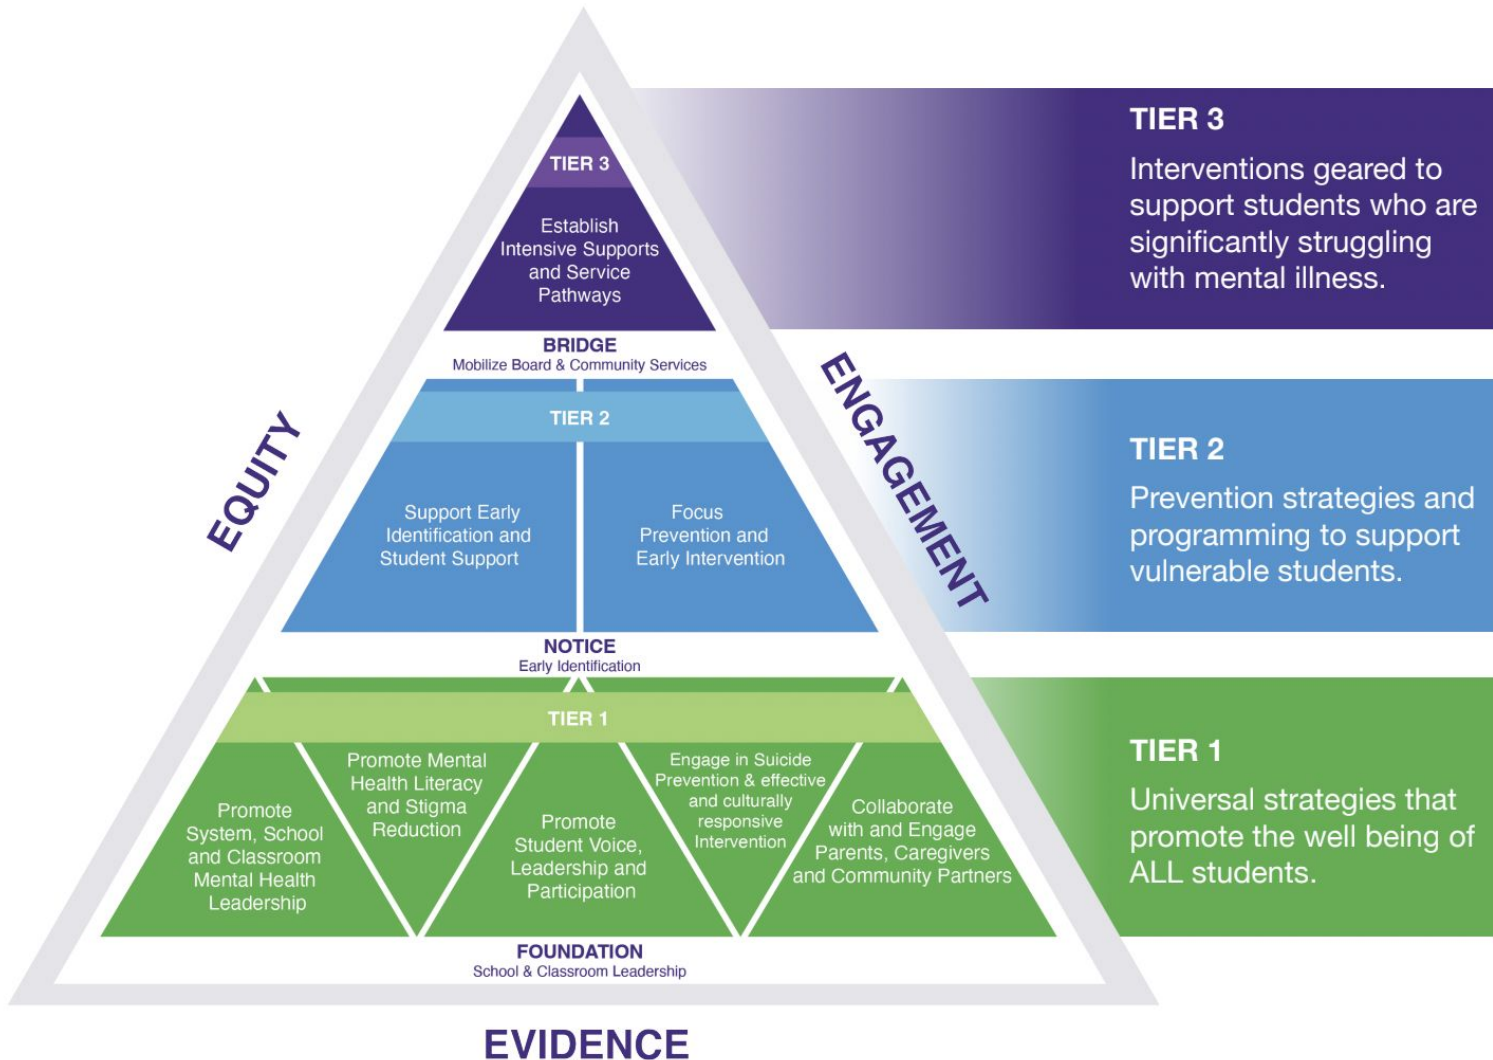 TIER 3
Establish
Intensive Supports
and Service
Pathways
BRIDGE
Mobilize Board & Community Services
TIER 2
Support Early
Identification and
Student Support
Focus
Prevention and
Early Intervention
NOTICE
Early Identification
TIER 1
Promote
System, School
and Classroom
Mental Health
Leadership
Promote Mental
Health Literacy
and Stigma
Reduction
Promote
Student Voice,
Leadership and
Participation
Engage in Suicide
Prevention & effective
and culturally
responsive
Intervention
Collaborate
with and Engage
Parents, Caregivers
and Community Partners
FOUNDATION
School & Classroom Leadership
EQUITY
ENGAGEMENT
EVIDENCE
TIER 3
Interventions geared to
support students who are
significantly struggling
with mental illness.
TIER 2
Prevention strategies and
programming to support
vulnerable students.
TIER 1
Universal strategies that
promote the well being of
ALL students.